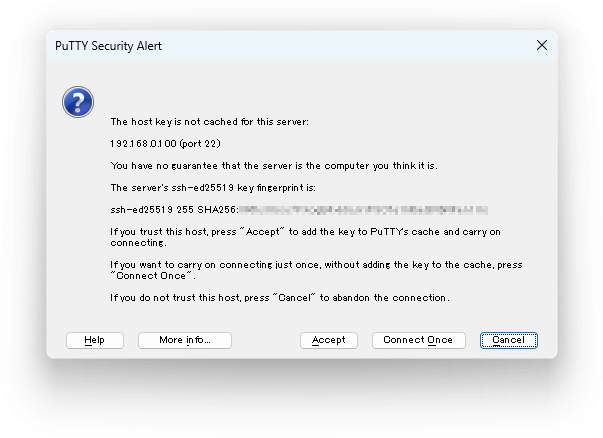 PuTTY Security Alert
The host key is not cached for this server:
192.168.0.100 (port 22)
You have no guarantee that the server is the computer you think it is.
The server's ssh-ed25519 key fingerprint is:
ssh-ed25519 255 SHA256:
If you trust this host, press "Accept" to add the key to PuTTY's cache and carry on
connecting.
If you want to carry on connecting just once, without adding the key to the cache, press
"Connect Once".
If you do not trust this host, press "Cancel" to abandon the connection.
Help More info... Accept Connect Once Cancel